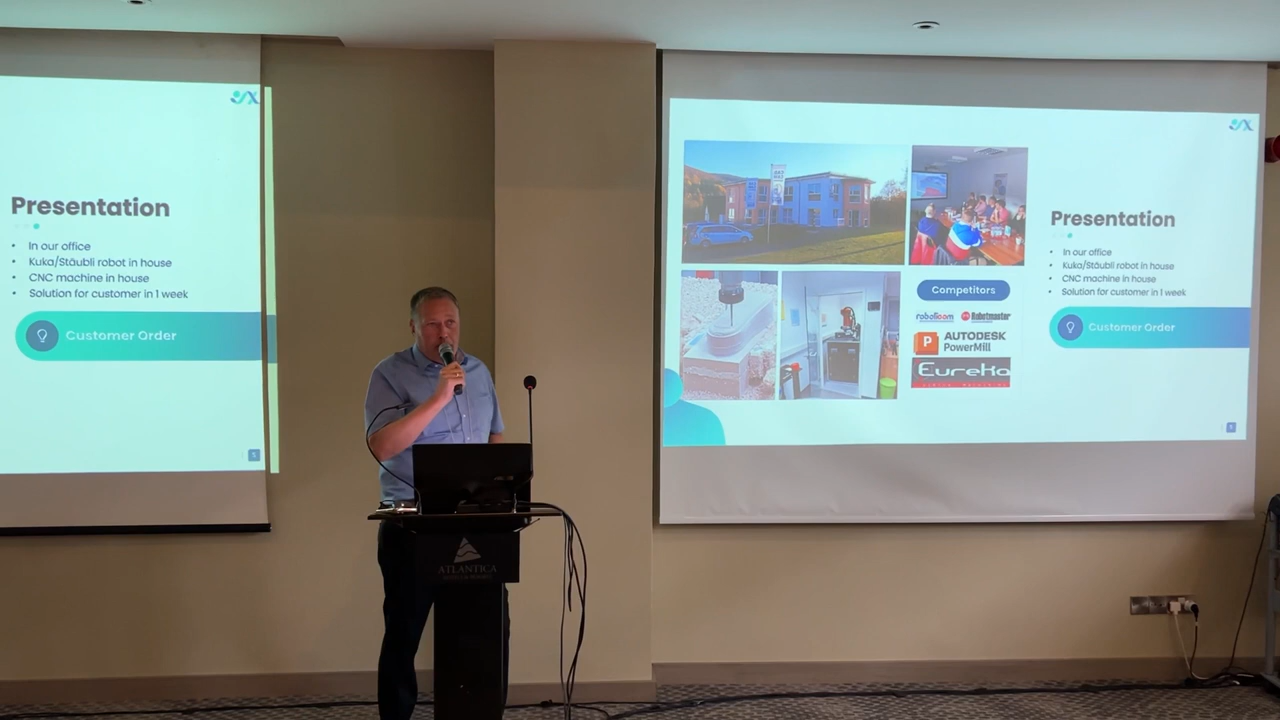 Presentation
• In our office
• Kuka/Stäubli robot in house
• CNC machine in house
• Solution for customer in 1 week
Customer Order
5
ATLANTICA
Competitors
robotmaster
AUTODESK
PowerMill
EUREKA
Presentation
• In our office
• Kuka/Stäubli robot in house
• CNC machine in house
• Solution for customer in 1 week
Customer Order